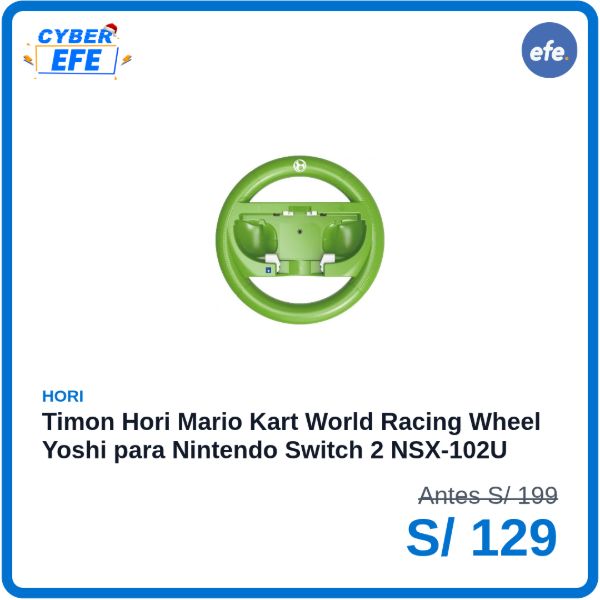 CYBER
EFE
efe.
HORI
Timon Hori Mario Kart World Racing Wheel
Yoshi para Nintendo Switch 2 NSX-102U
Antes S/ 199
S/ 129